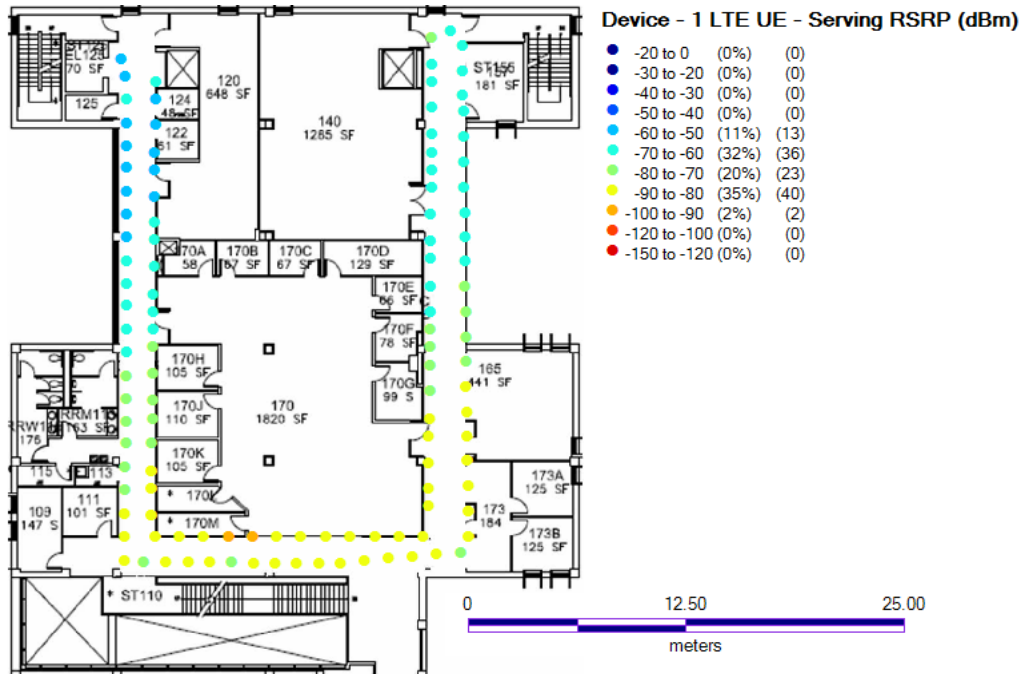 Device - 1 LTE UE - Serving RSRP (dBm)
-20 to 0 (0%) (0)
-30 to -20 (0%) (0)
-40 to -30 (0%) (0)
-50 to -40 (0%) (0)
-60 to -50 (11%) (13)
-70 to -60 (32%) (36)
-80 to -70 (20%) (23)
-90 to -80 (35%) (40)
-100 to -90 (2%) (2)
-120 to -100 (0%) (0)
-150 to -120 (0%) (0)
70 SF
125
120
648 SF
124
48 SF
122
51 SF
140
1285 SF
181 SF
170A
58
170B
67 SF
170C
67 SF
170D
129 SF
170E
66 SF
170F
78 SF
170G
99 S
170H
105 SF
170J
110 SF
170K
105 SF
170
1820 SF
170M
165
441 SF
176
163 SF
115
113
109
147 S
111
101 SF
173
184
173A
125 SF
173B
125 SF
* ST110
0 12.50 25.00
meters